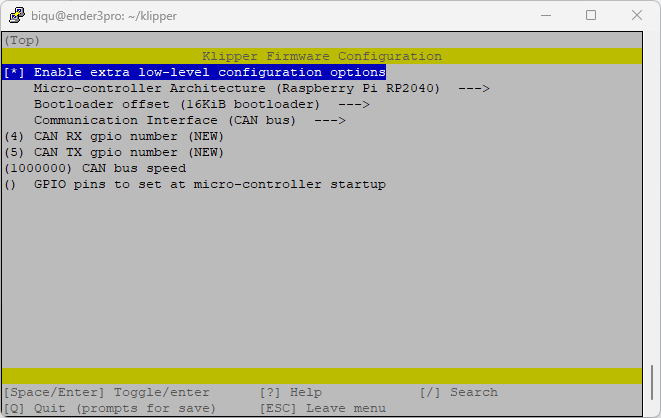 biqu@ender3pro: ~/klipper
(Top)
Klipper Firmware Configuration
[*] Enable extra low-level configuration options
Micro-controller Architecture (Raspberry Pi RP2040)  --->
Bootloader offset (16KiB bootloader)  --->
Communication Interface (CAN bus)  --->
(4) CAN RX gpio number (NEW)
(5) CAN TX gpio number (NEW)
(1000000) CAN bus speed
()  GPIO pins to set at micro-controller startup
[Space/Enter] Toggle/enter [?] Help [/] Search
[Q] Quit (prompts for save) [ESC] Leave menu